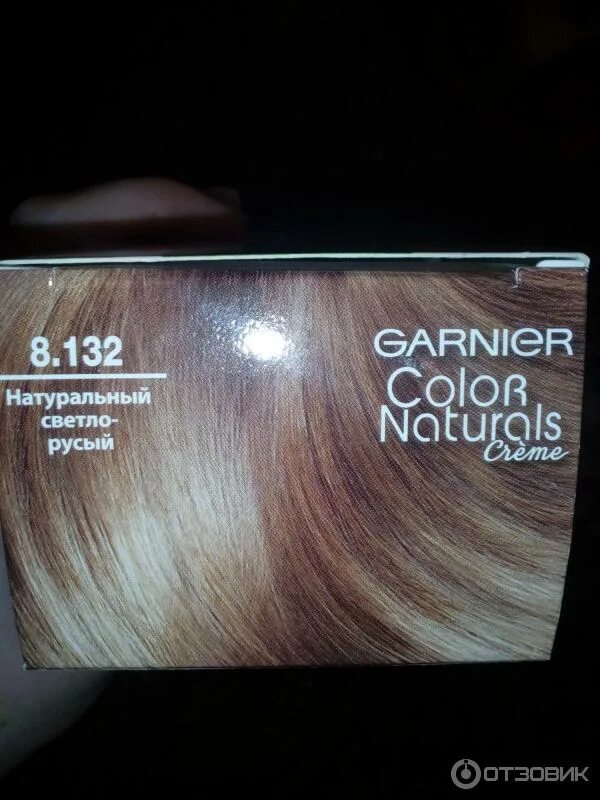 8.132
Натуральный
светло-
русый
GARNIER
Color
Naturals
Crème
ОТЗОВИК